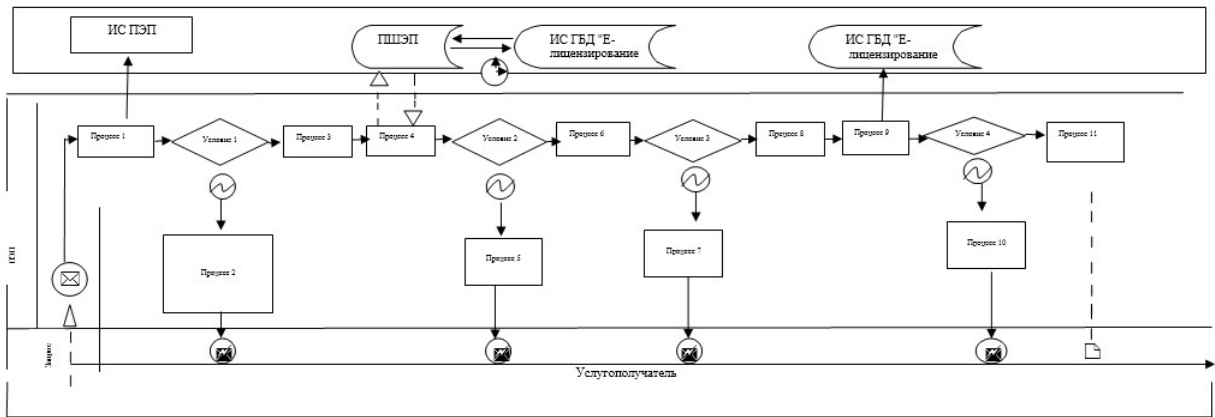 ИС ПЭП
ПШЭП
ИС ГБД "Е-
лицензирование
ИС ГБД "Е-
лицензирование
Процесс 1
Условие 1
Процесс 3
Процесс 4
Условие 2
Процесс 6
Условие 3
Процесс 8
Процесс 9
Условие 4
Процесс 11
Процесс 2
Процесс 5
Процесс 7
Процесс 10
Запрос
Услугополучатель